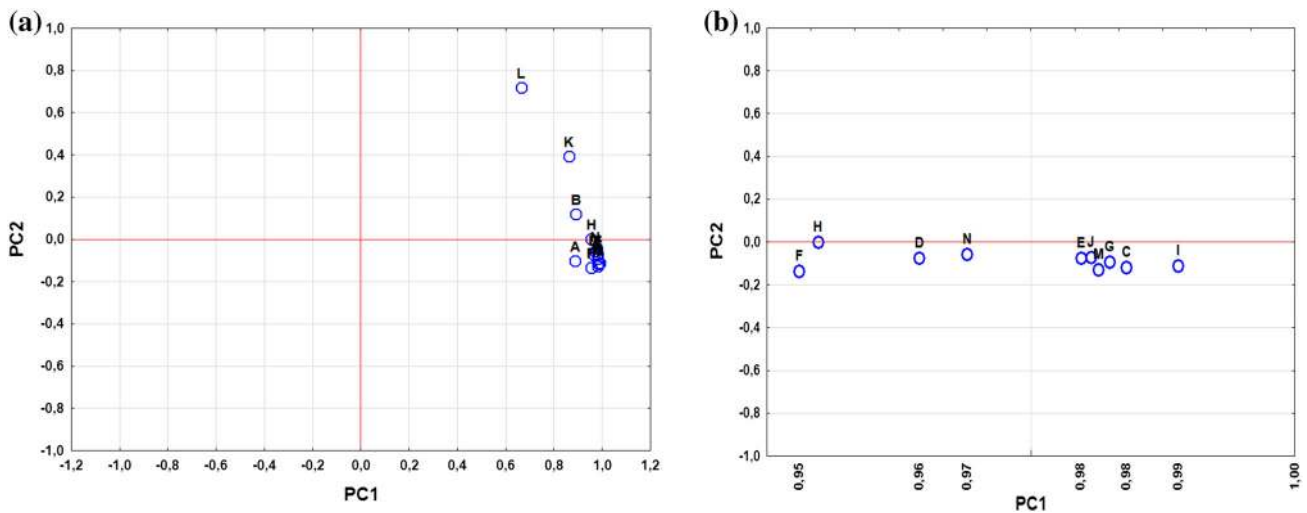 (a)
1,0
0,8
0,6
0,4
0,2
0,0
-0,2
-0,4
-0,6
-0,8
-1,0
PC2
L
K
B
H
A
-1,2 -1,0 -0,8 -0,6 -0,4 -0,2 0,0 0,2 0,4 0,6 0,8 1,0 1,2
PC1
(b)
1,0
0,8
0,6
0,4
0,2
0,0
-0,2
-0,4
-0,6
-0,8
-1,0
PC2
H
F
D
N
E J
M
G
C
I
0,95 0,96 0,97 0,98 0,98 0,99 1,00
PC1